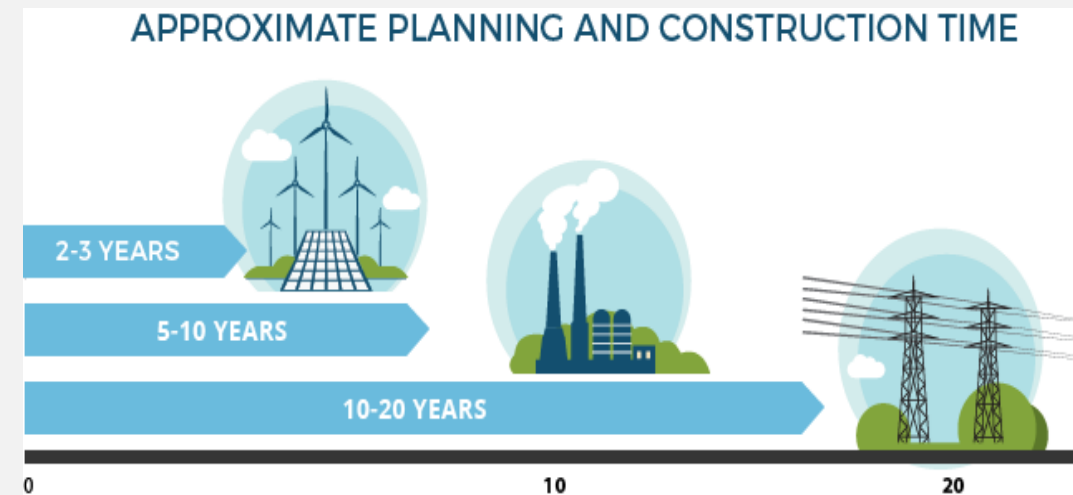 APPROXIMATE PLANNING AND CONSTRUCTION TIME
2-3 YEARS
5-10 YEARS
10-20 YEARS
0 10 20